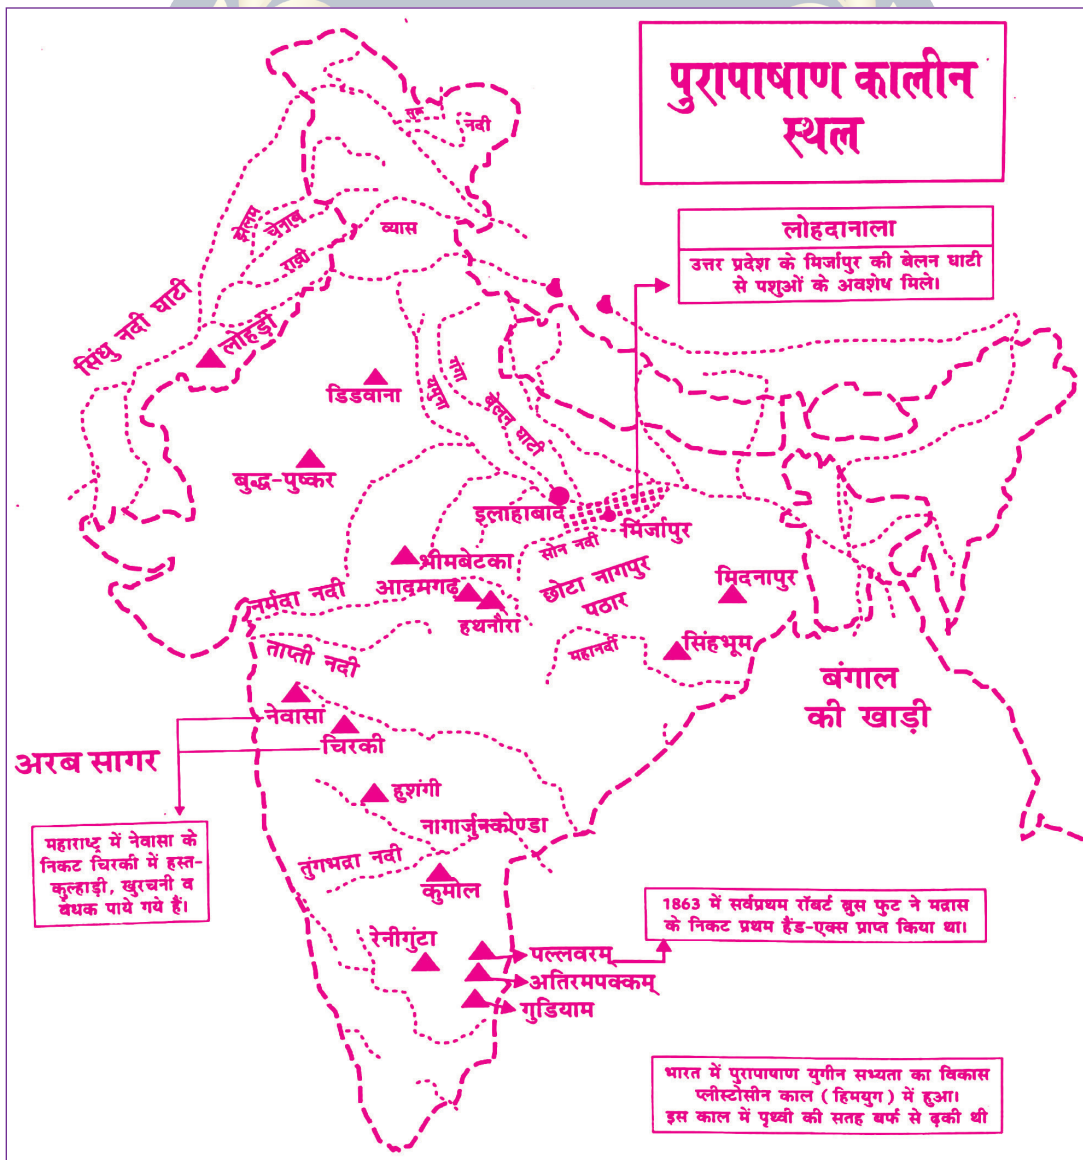 पुरापाषाण कालीन
स्थल
सुरू
नदी
झेलम
चेनाब
रावी
व्यास
लोहदानाला
उत्तर प्रदेश के मिर्जापुर की बेलन घाटी
से पशुओं के अवशेष मिले।
सिंधु नदी घाटी
लोहड़ी
डिडवाना
यमुना
गंगा
बेलन घाटी
बुद्ध-पुष्कर
इलाहाबाद
मिर्जापुर
सोन नदी
भीमबेटका
आदमगढ़
हथनौरा
छोटा नागपुर
पठार
मिदनापुर
नर्मदा नदी
ताप्ती नदी
महानदी
सिंहभूम
बंगाल
की खाड़ी
नेवासा
चिरकी
अरब सागर
हुशंगी
महाराष्ट्र में नेवासा के
निकट चिरकी में हस्त-
कुल्हाड़ी, खुरचनी व
बेधक पाये गये हैं।
नागार्जुनकोण्डा
तुंगभद्रा नदी
कुमोल
1863 में सर्वप्रथम रॉबर्ट ब्रुस फुट ने मद्रास
के निकट प्रथम हैंड-एक्स प्राप्त किया था।
रेनीगुंटा
पल्लवरम्
अतिरमपक्कम्
गुडियाम
भारत में पुरापाषाण युगीन सभ्यता का विकास
प्लीस्टोसीन काल ( हिमयुग ) में हुआ।
इस काल में पृथ्वी की सतह बर्फ से ढ़की थी